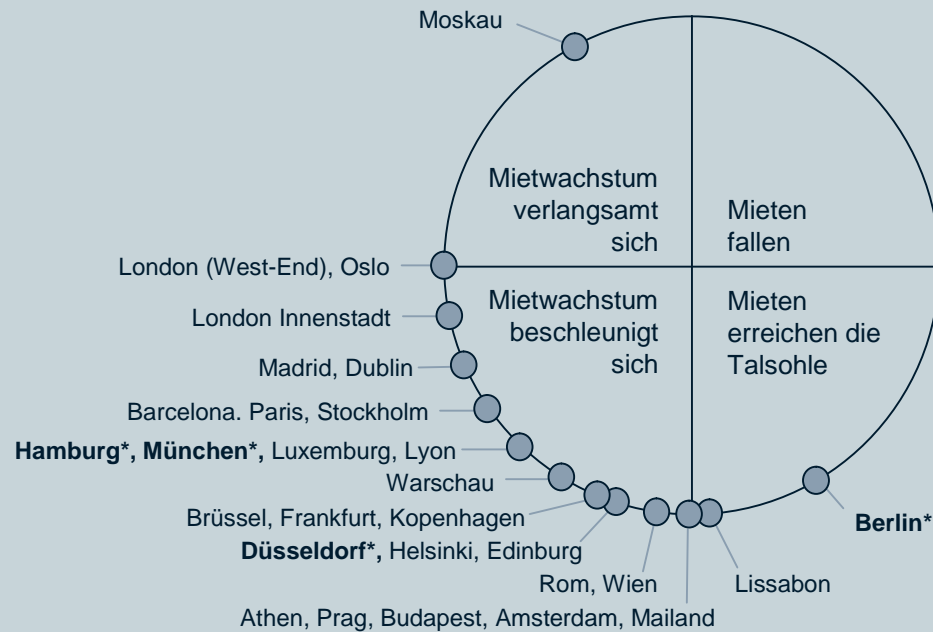 Moskau
Mietwachstum
verlangsamt
sich
Mieten
fallen
London (West-End), Oslo
London Innenstadt
Madrid, Dublin
Barcelona. Paris, Stockholm
Hamburg*, München*, Luxemburg, Lyon
Warschau
Brüssel, Frankfurt, Kopenhagen
Düsseldorf*, Helsinki, Edinburg
Rom, Wien
Athen, Prag, Budapest, Amsterdam, Mailand
Mietwachstum
beschleunigt
sich
Mieten
erreichen die
Talsohle
Berlin*
Lissabon